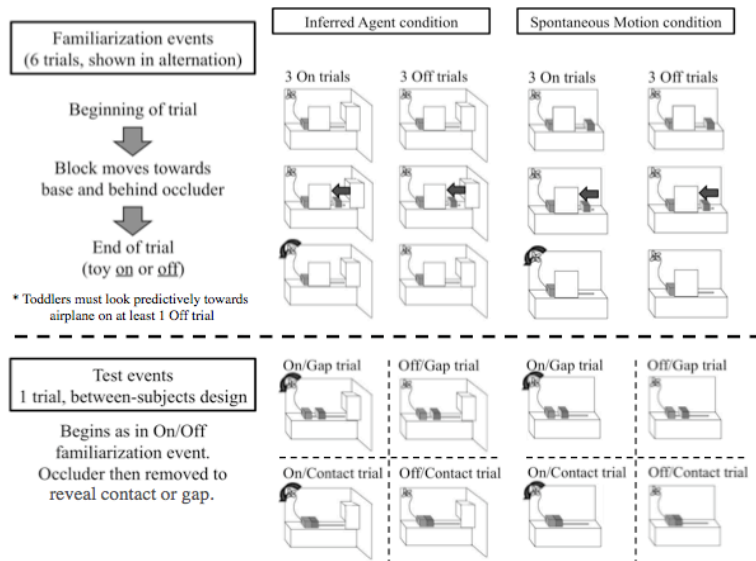 Inferred Agent condition
Spontaneous Motion condition
Familiarization events
(6 trials, shown in alternation)
3 On trials
3 Off trials
3 On trials
3 Off trials
Beginning of trial
Block moves towards
base and behind occluder
End of trial
(toy on or off)
* Toddlers must look predictively towards
airplane on at least 1 Off trial
Test events
1 trial, between-subjects design
Begins as in On/Off
familiarization event.
Occluder then removed to
reveal contact or gap.
On/Gap trial
Off/Gap trial
On/Gap trial
Off/Gap trial
On/Contact trial
Off/Contact trial
On/Contact trial
Off/Contact trial